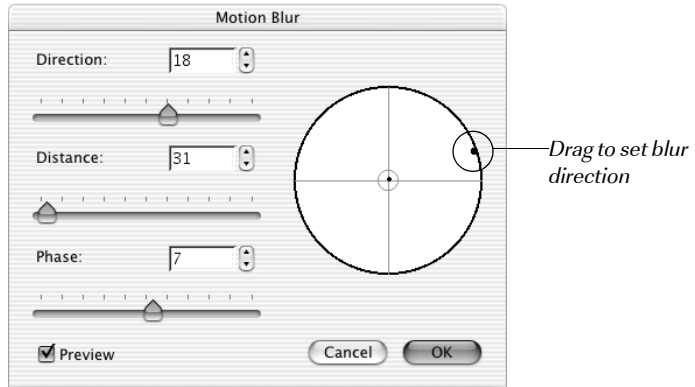 Motion Blur
Direction:
18
Drag to set blur
direction
Distance:
31
Phase:
7
Preview
Cancel
OK